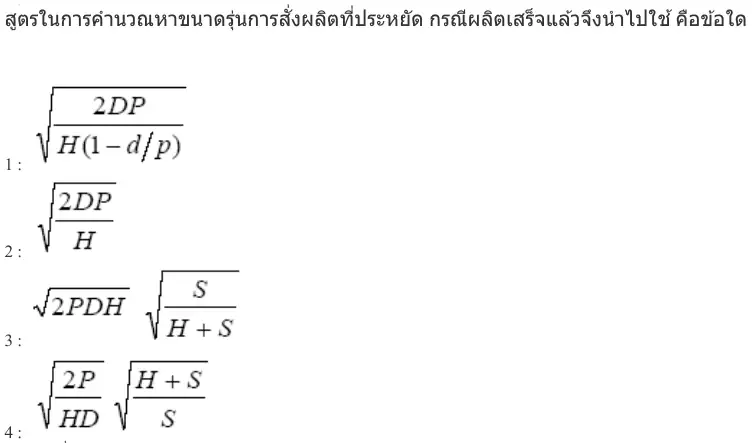 สูตรในการคำนวณหาขนาดรุ่นการสั่งผลิตที่ประหยัด กรณีผลิตเสร็จแล้วจึงนำไปใช้ คือข้อใด
1 : √(2DP / H(1 − d/p))
2 : √(2DP / H)
3 : √2PDH √(S / H + S)
4 : √(2P / HD) √(H + S / S)